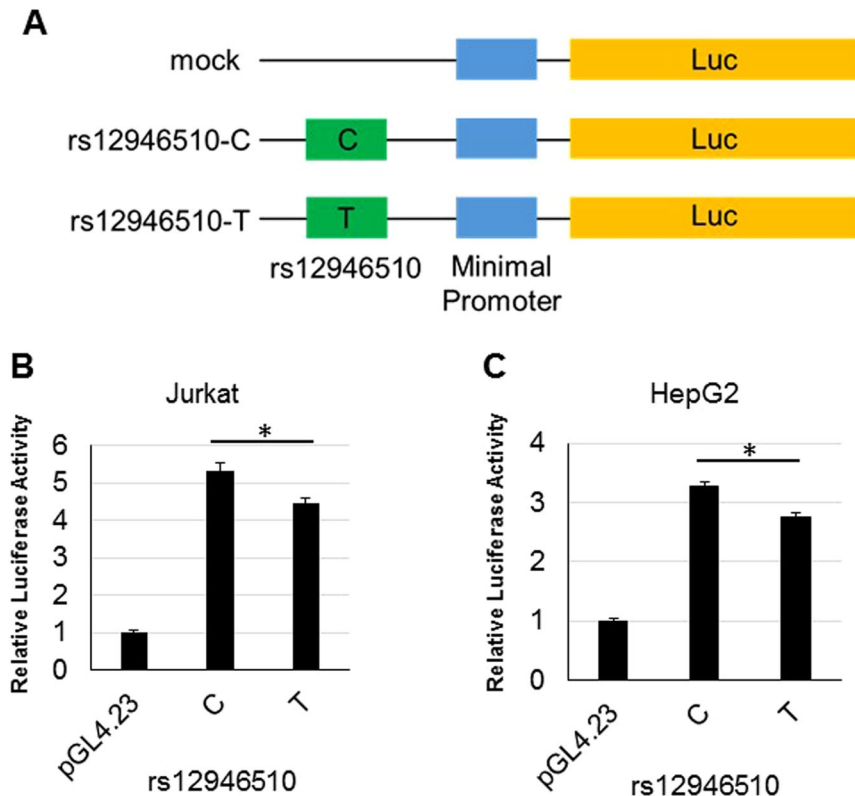 A
mock
Luc
rs12946510-C
C
Luc
rs12946510-T
T
Luc
rs12946510
Minimal
Promoter
B
Jurkat
*
Relative Luciferase Activity
6
5
4
3
2
1
0
pGL4.23
C
T
rs12946510
C
HepG2
*
Relative Luciferase Activity
4
3
2
1
0
pGL4.23
C
T
rs12946510